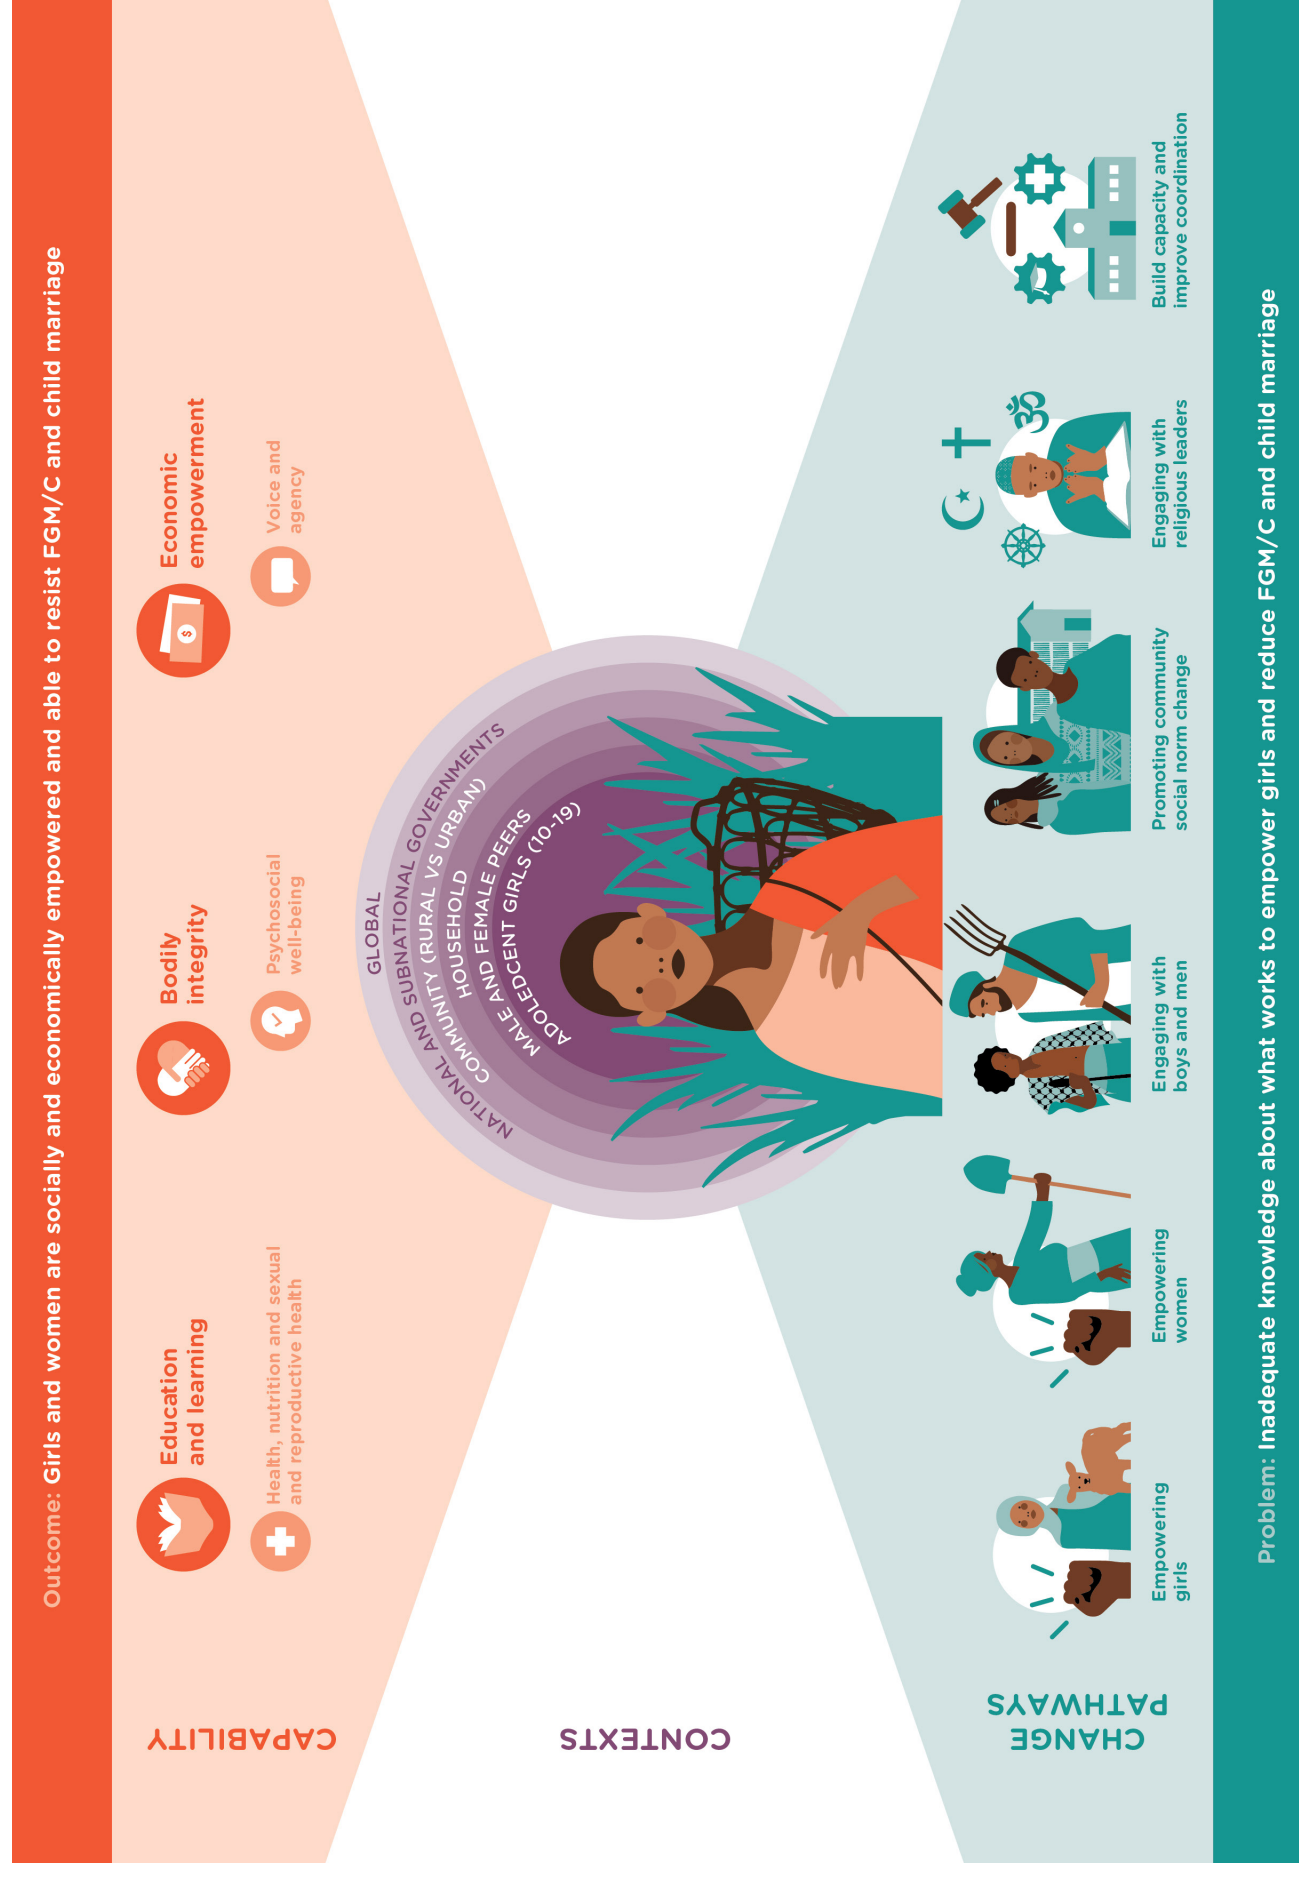 Outcome: Girls and women are socially and economically empowered and able to resist FGM/C and child marriage
CAPABILITY
Education
and learning
Bodily
integrity
Economic
empowerment
Health, nutrition and sexual
and reproductive health
Psychosocial
well-being
Voice and
agency
CONTEXTS
GLOBAL
NATIONAL AND SUBNATIONAL GOVERNMENTS
COMMUNITY (RURAL VS URBAN)
HOUSEHOLD
MALE AND FEMALE PEERS
ADOLEDCENT GIRLS (10-19)
CHANGE
PATHWAYS
Empowering
girls
Empowering
women
Engaging with
boys and men
Promoting community
social norm change
Engaging with
religious leaders
Build capacity and
improve coordination
Problem: Inadequate knowledge about what works to empower girls and reduce FGM/C and child marriage